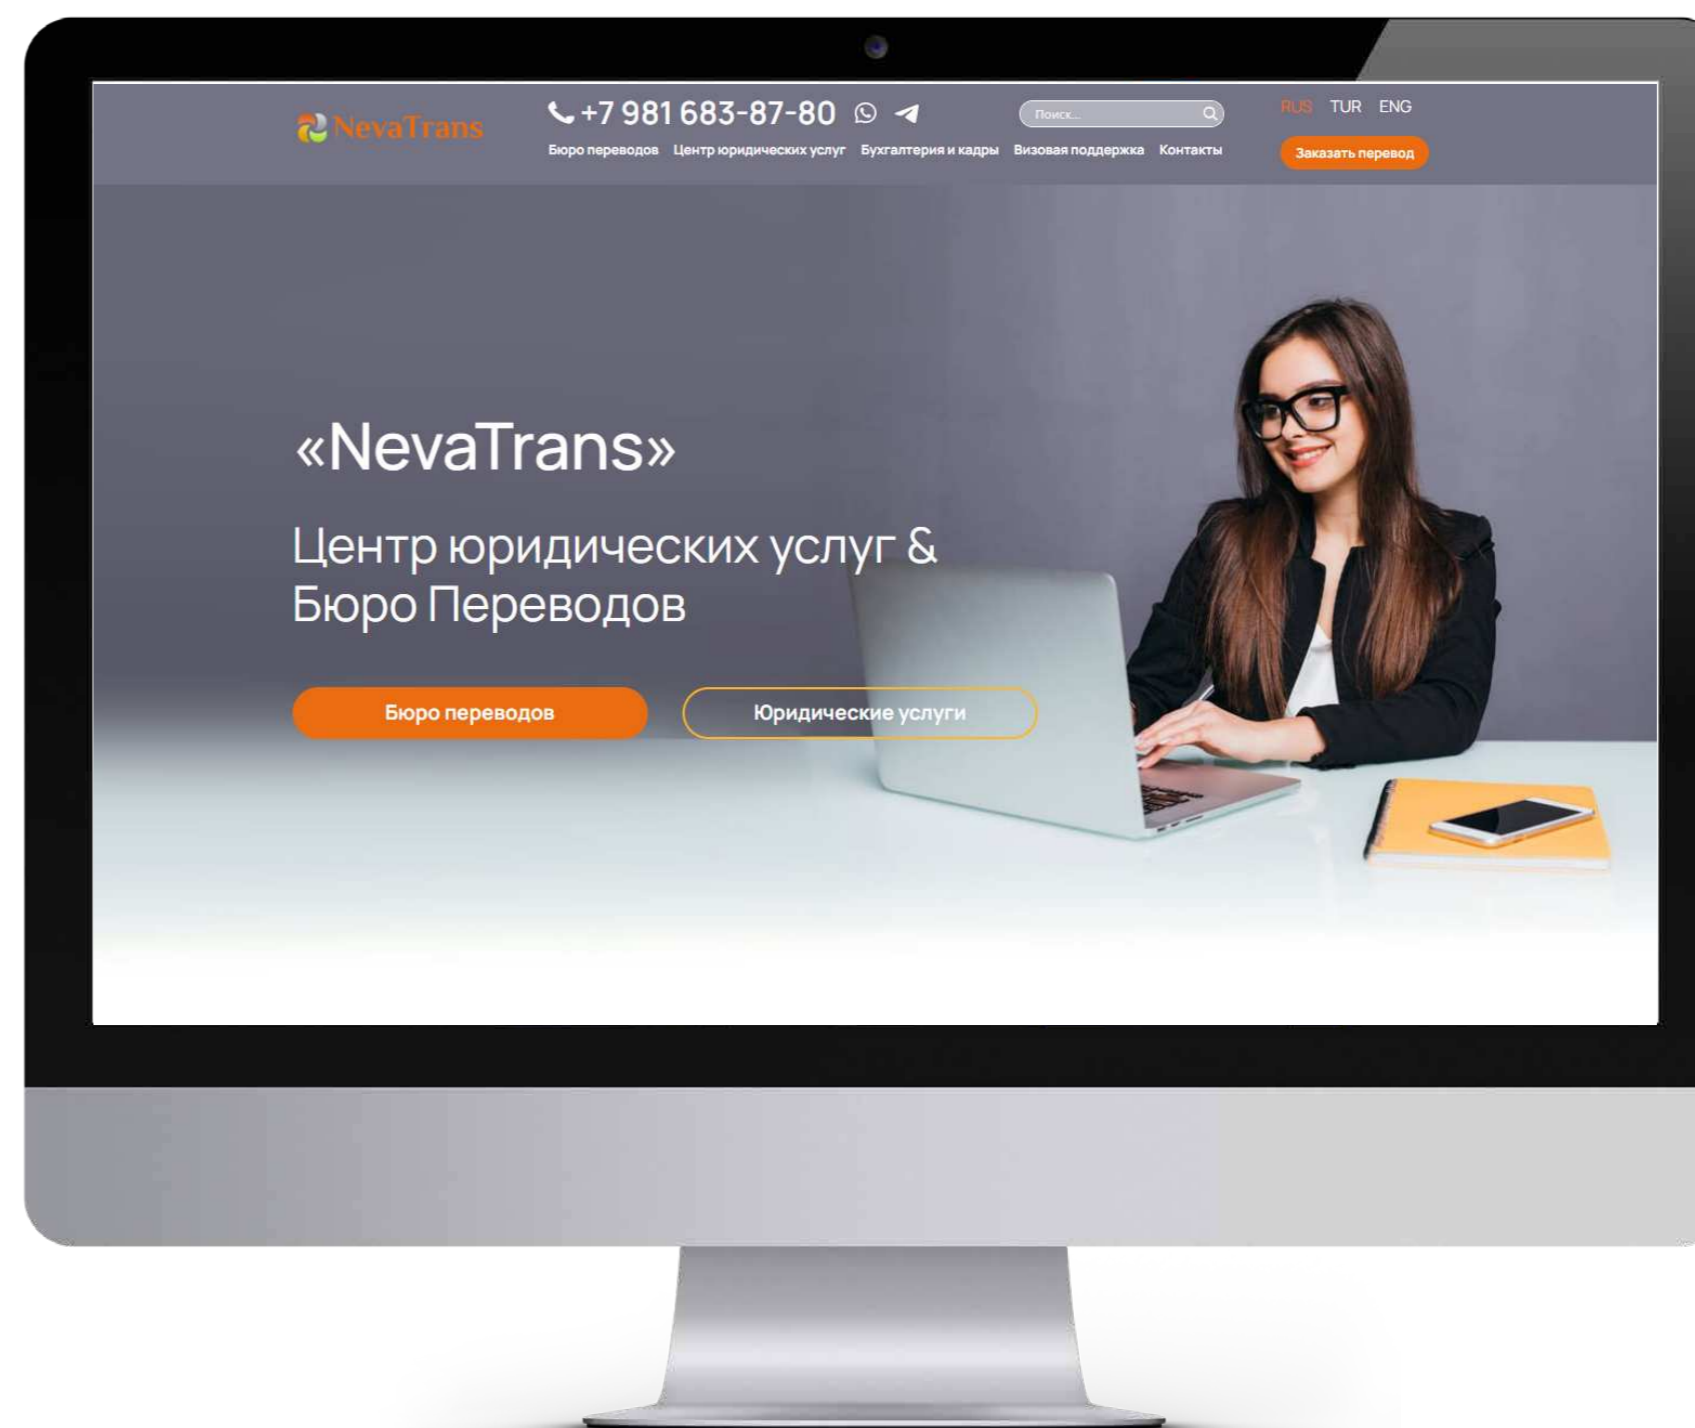 NevaTrans
+7 981 683-87-80
Поиск...
RUS TUR ENG
Бюро переводов Центр юридических услуг Бухгалтерия и кадры Визовая поддержка Контакты
Заказать перевод
«NevaTrans»
Центр юридических услуг &
Бюро Переводов
Бюро переводов
Юридические услуги